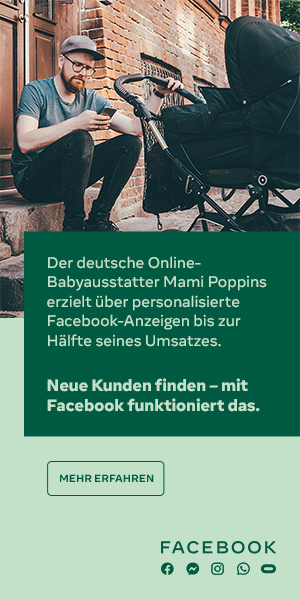 Der deutsche Online-
Babyausstatter Mami Poppins
erzielt über personalisierte
Facebook-Anzeigen bis zur
Hälfte seines Umsatzes.
Neue Kunden finden – mit
Facebook funktioniert das.
MEHR ERFAHREN
FACEBOOK